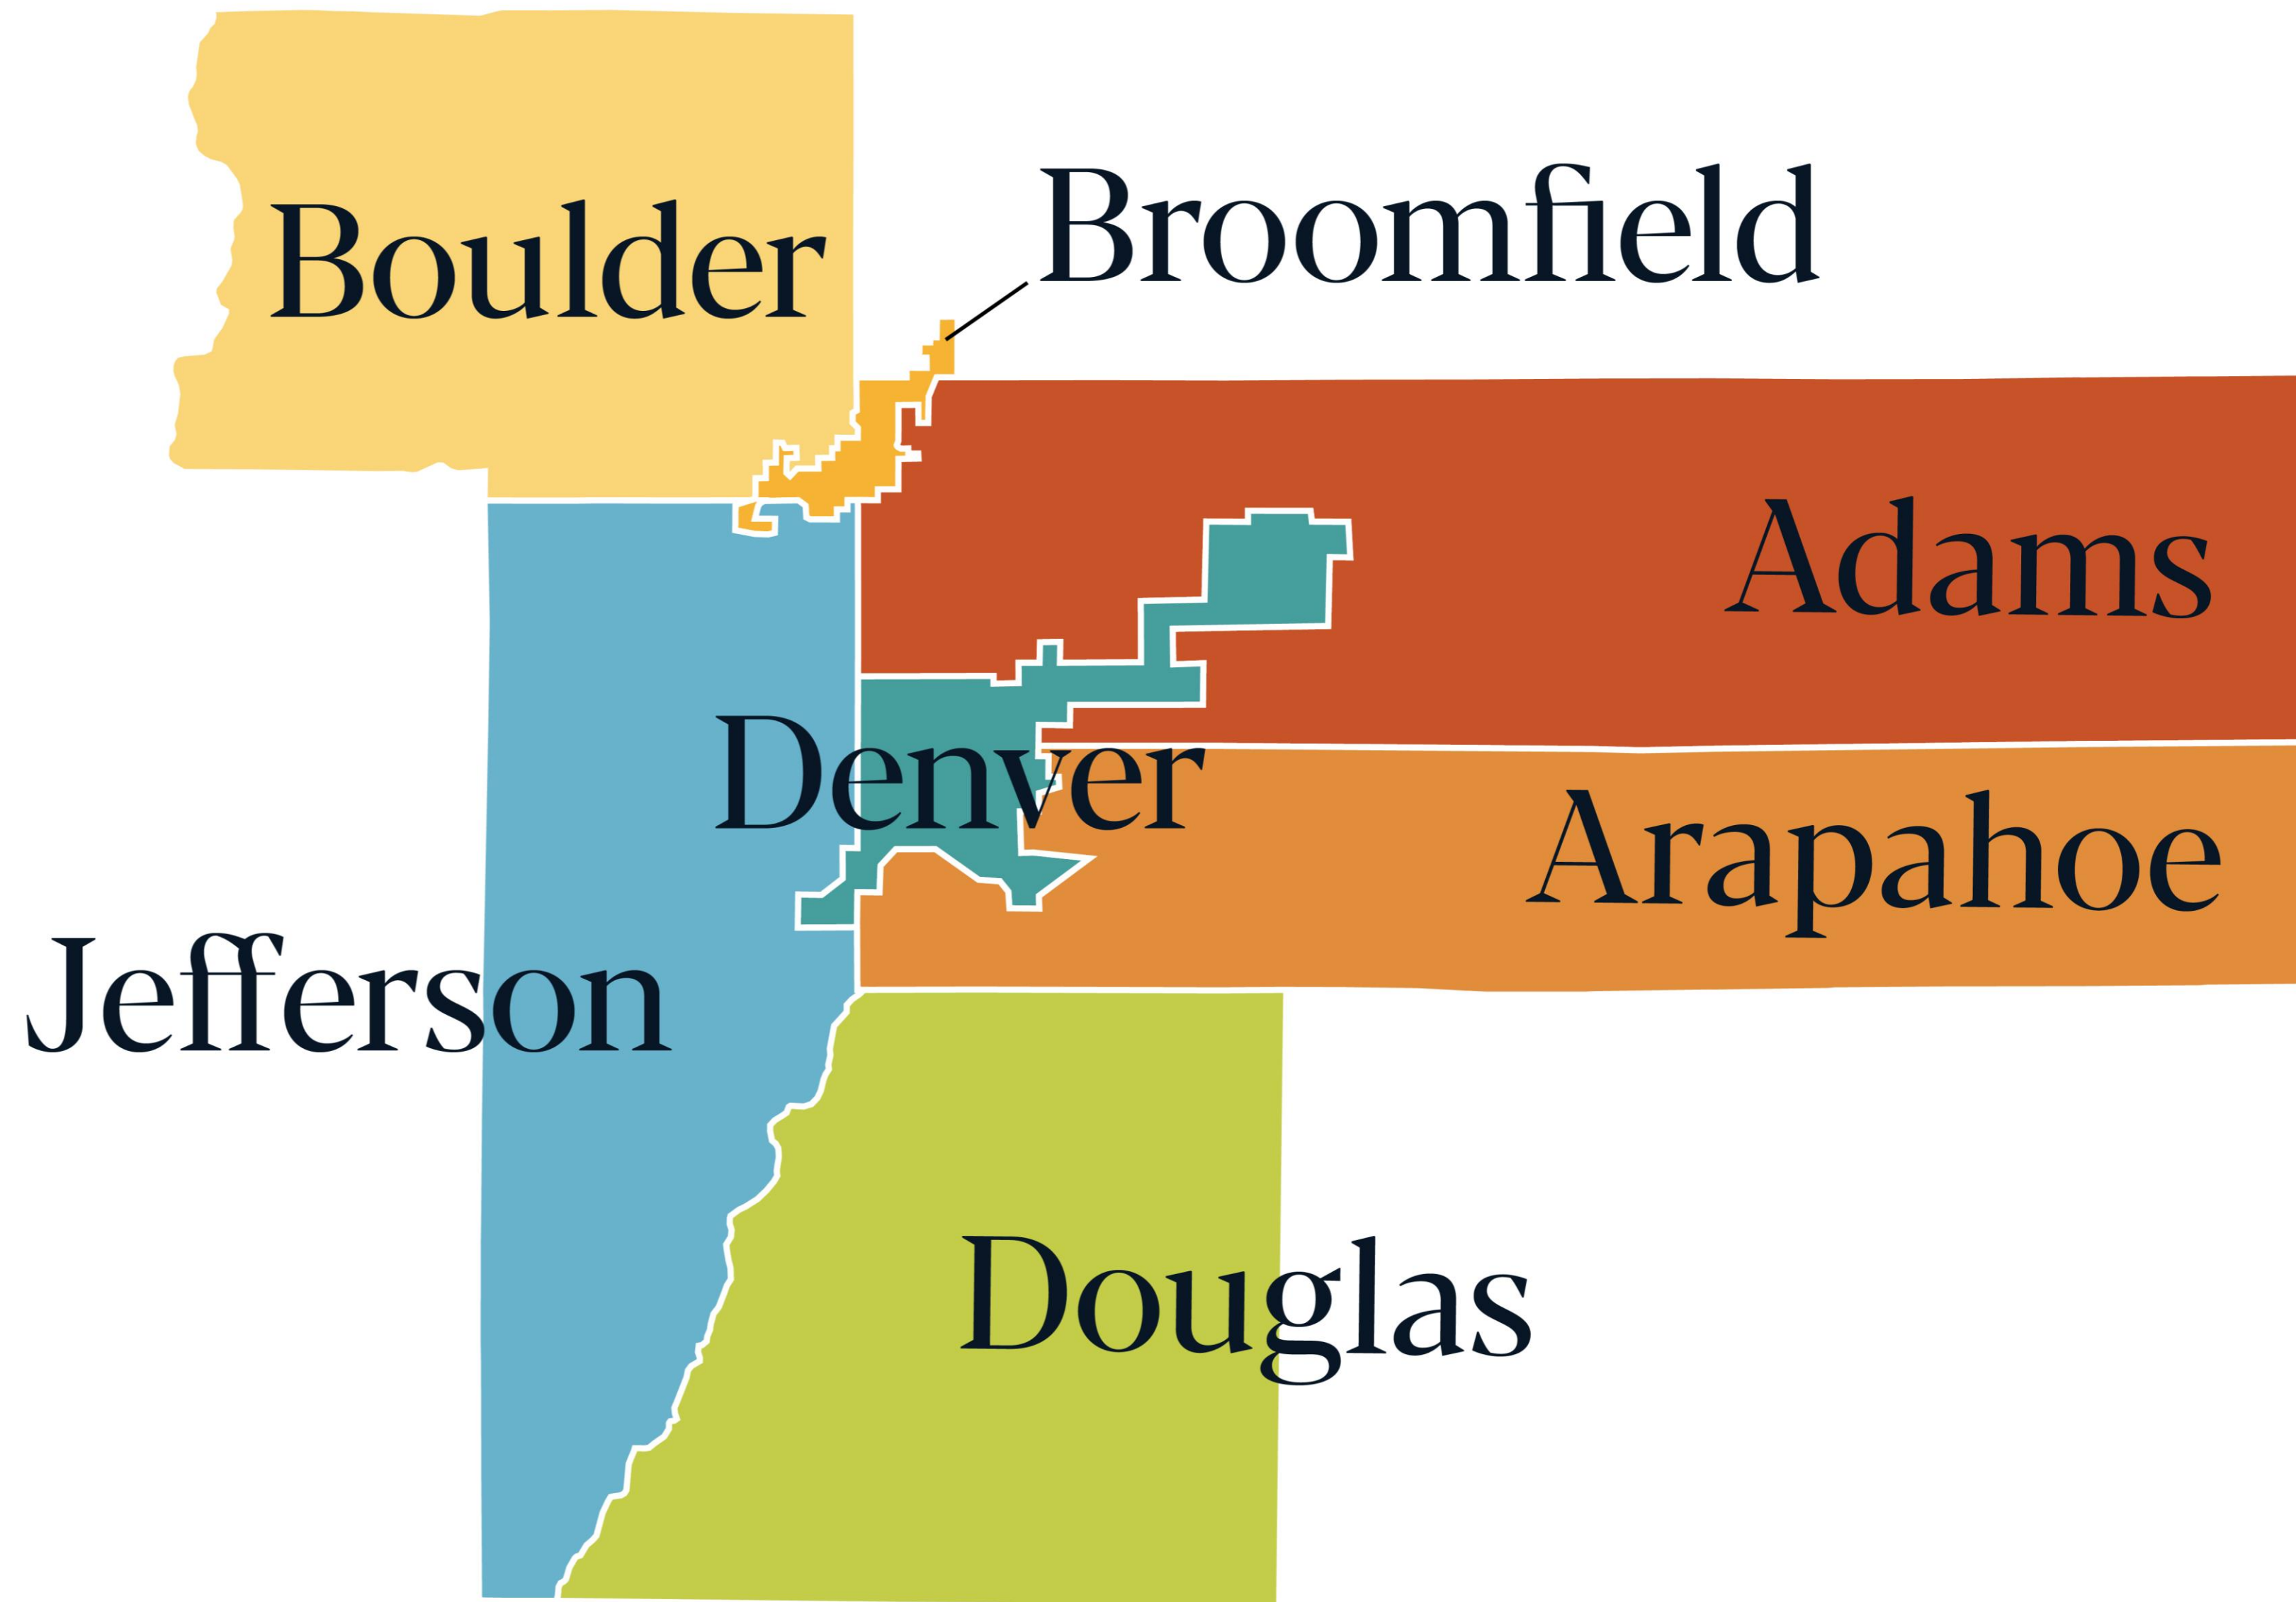 Broomfield
Boulder
Adams
Denver
Arapahoe
Jefferson
Douglas